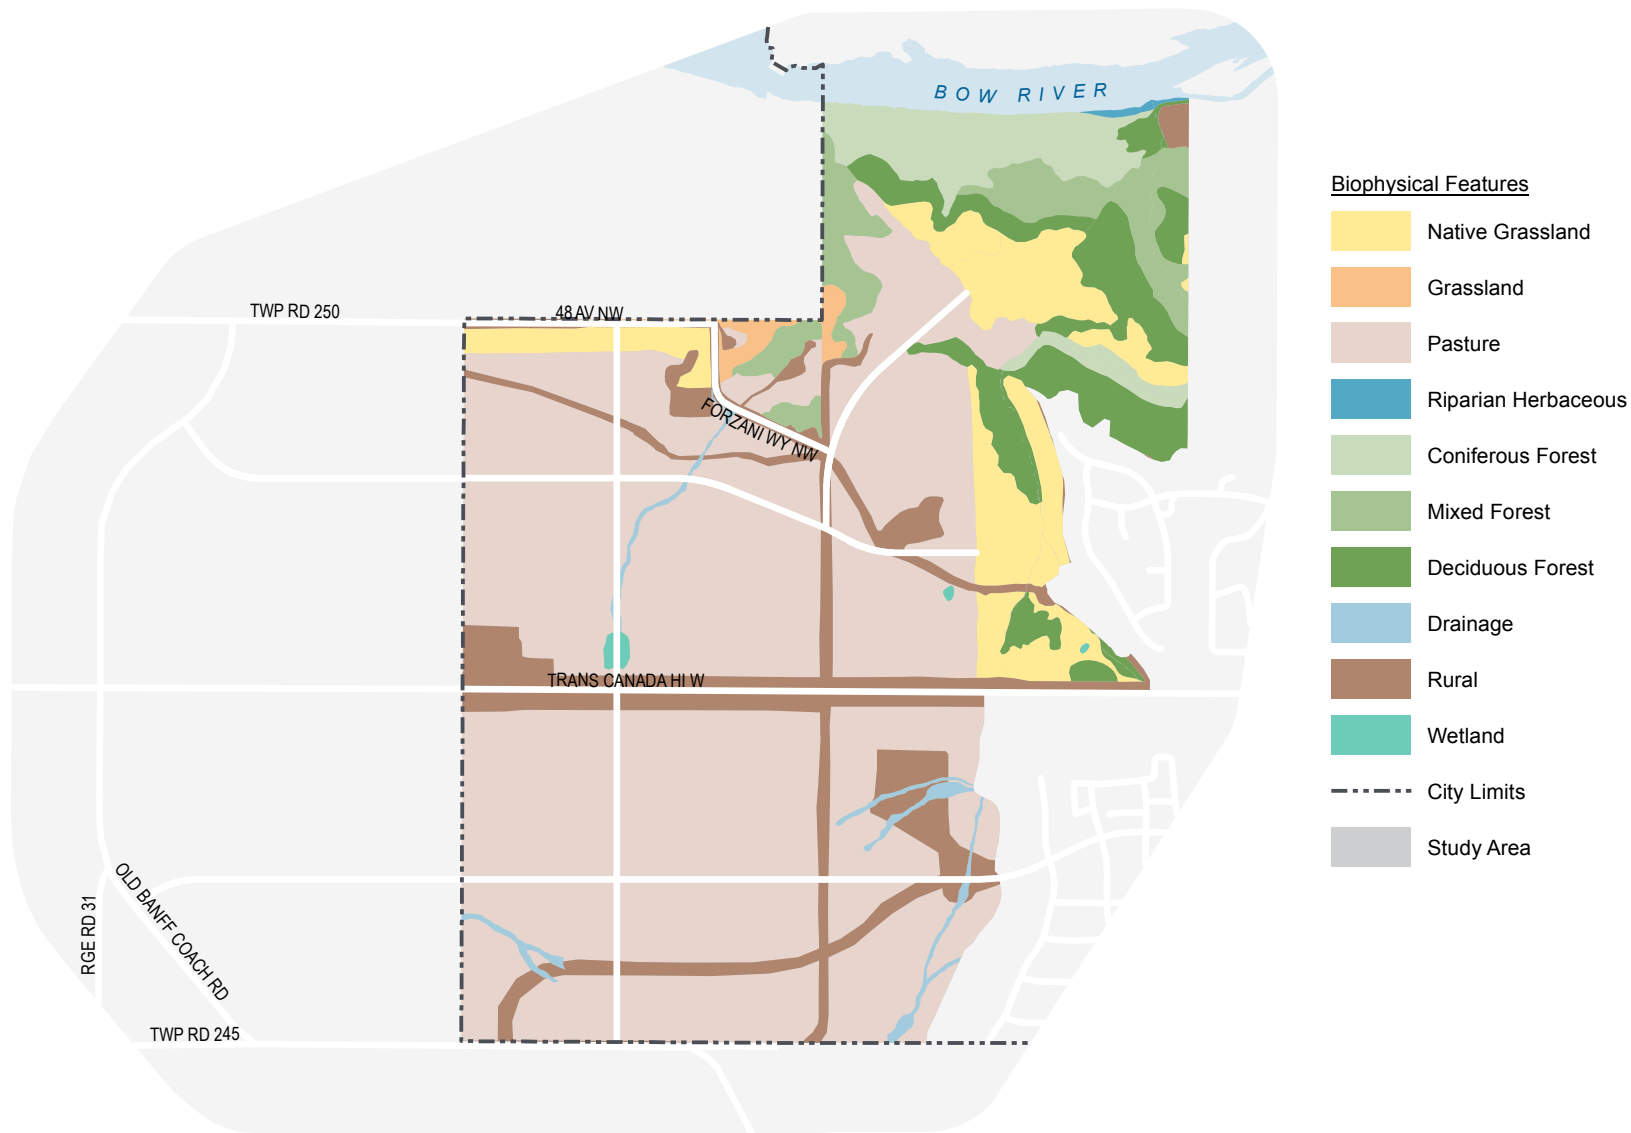 BOW RIVER
TWP RD 250
48 AV NW
FORZANI WY NW
TRANS CANADA HI W
OLD BANFF COACH RD
RGE RD 31
TWP RD 245
Biophysical Features
Native Grassland
Grassland
Pasture
Riparian Herbaceous
Coniferous Forest
Mixed Forest
Deciduous Forest
Drainage
Rural
Wetland
City Limits
Study Area